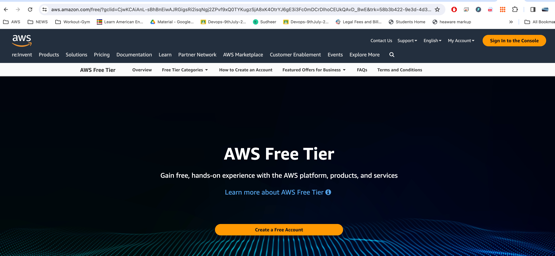 aws.amazon.com/free/?gclid=
AWS NEWS Workout-Gym Learn American En... Material - Google... Devops-8thJuly-2... Sudheer Devops-8th-July-2... Legal Fees and Bill... Students Home heaware markup All Bookmarks
aws Contact Us Support English My Account Sign In to the Console
re:Invent Products Solutions Pricing Documentation Learn Partner Network AWS Marketplace Customer Enablement Events Explore More
AWS Free Tier Overview Free Tier Categories How to Create an Account Featured Offers for Business FAQs Terms and Conditions
AWS Free Tier
Gain free, hands-on experience with the AWS platform, products, and services
Learn more about AWS Free Tier
Create a Free Account